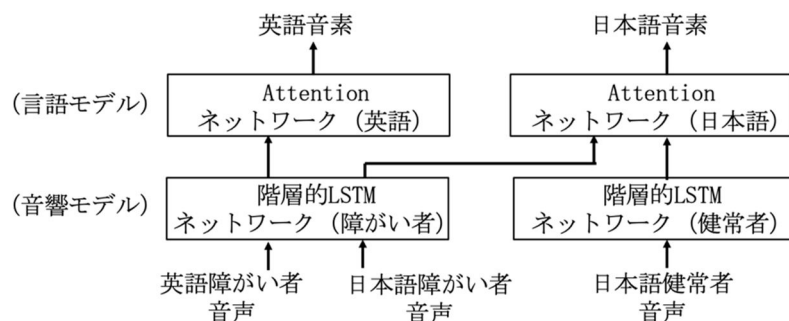 英語音素 日本語音素
(言語モデル) Attention Attention
ネットワーク (英語) ネットワーク (日本語)
階層的LSTM 階層的LSTM
(音響モデル) ネットワーク (障がい者) ネットワーク (健常者)
英語障がい者 日本語障がい者 日本語健常者
音声 音声 音声